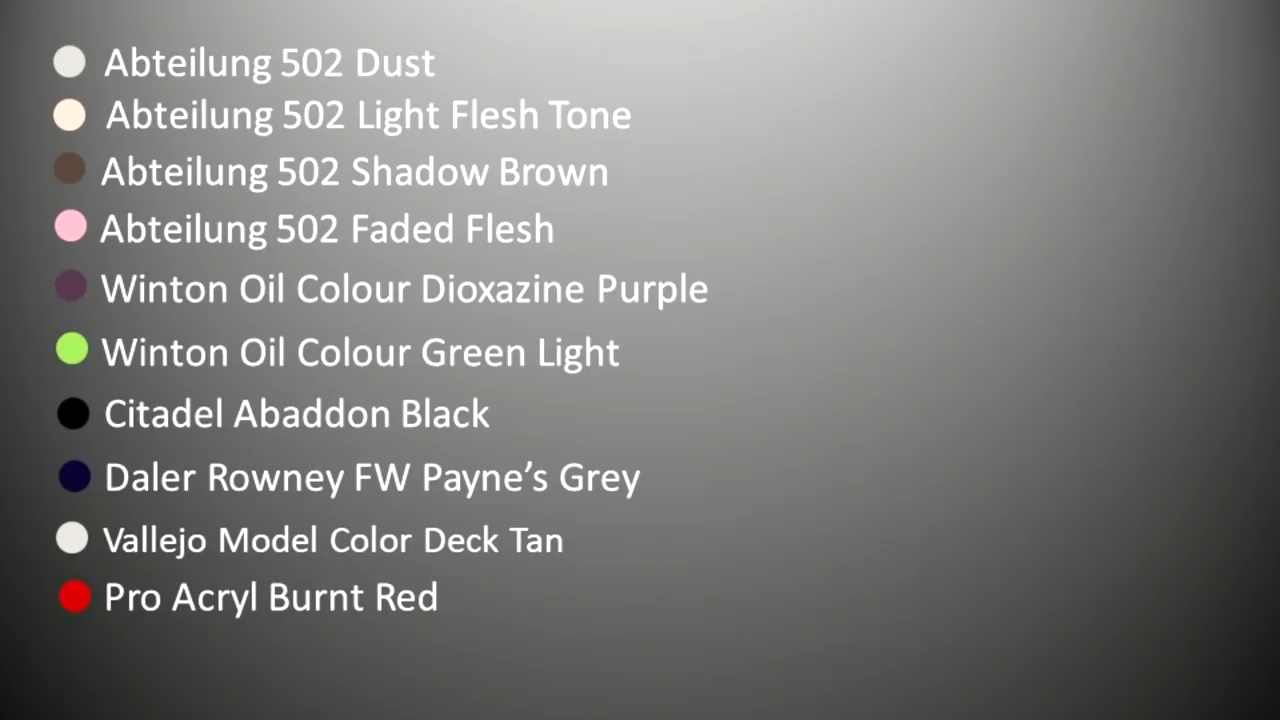 Abteilung 502 Dust
Abteilung 502 Light Flesh Tone
Abteilung 502 Shadow Brown
Abteilung 502 Faded Flesh
Winton Oil Colour Dioxazine Purple
Winton Oil Colour Green Light
Citadel Abaddon Black
Daler Rowney FW Payne’s Grey
Vallejo Model Color Deck Tan
Pro Acryl Burnt Red